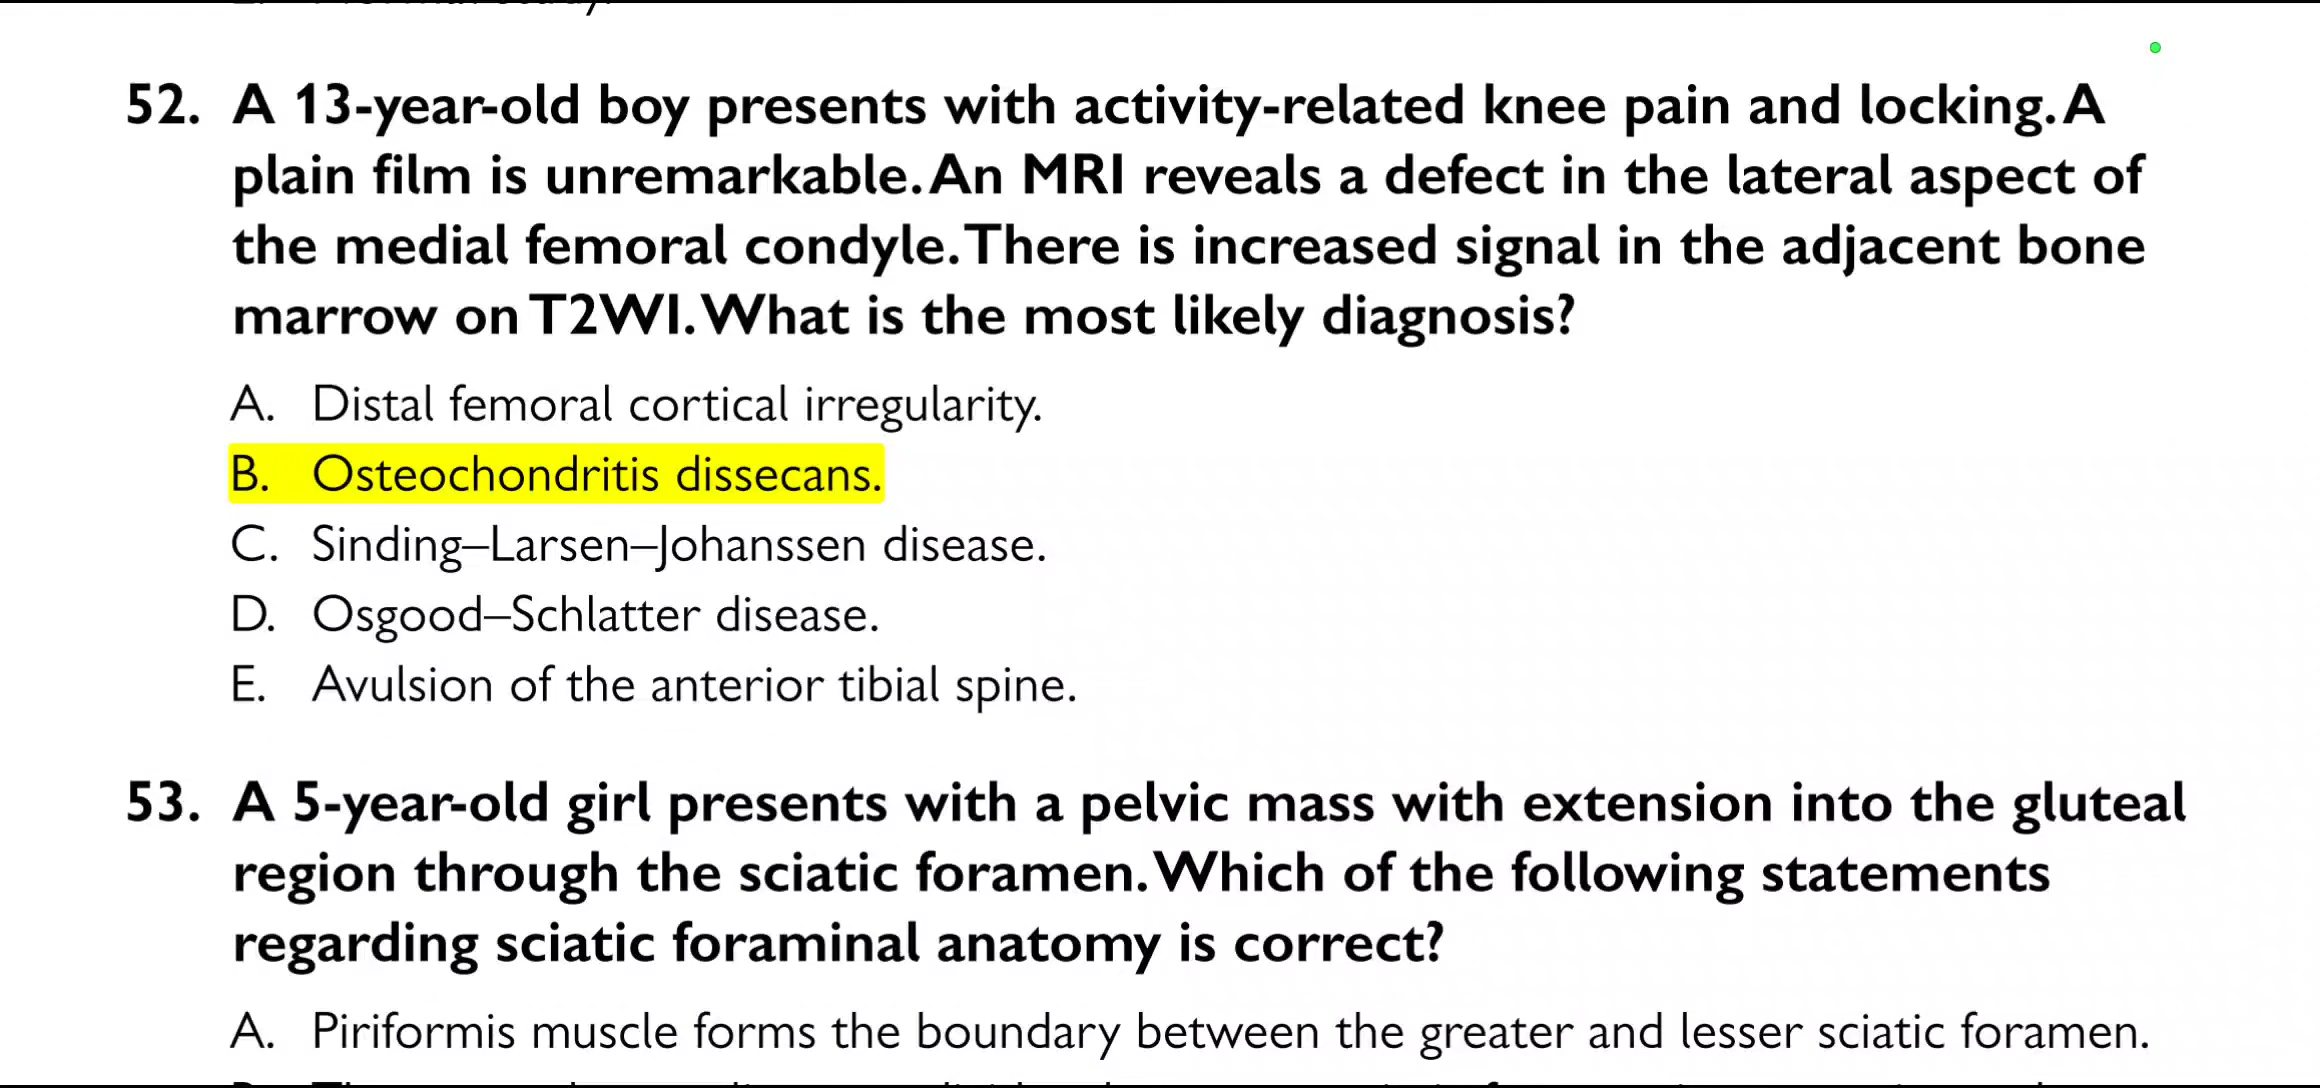 52. A 13-year-old boy presents with activity-related knee pain and locking. A
plain film is unremarkable. An MRI reveals a defect in the lateral aspect of
the medial femoral condyle. There is increased signal in the adjacent bone
marrow on T2WI. What is the most likely diagnosis?
A. Distal femoral cortical irregularity.
B. Osteochondritis dissecans.
C. Sinding–Larsen–Johanssen disease.
D. Osgood–Schlatter disease.
E. Avulsion of the anterior tibial spine.
53. A 5-year-old girl presents with a pelvic mass with extension into the gluteal
region through the sciatic foramen. Which of the following statements
regarding sciatic foraminal anatomy is correct?
A. Piriformis muscle forms the boundary between the greater and lesser sciatic foramen.